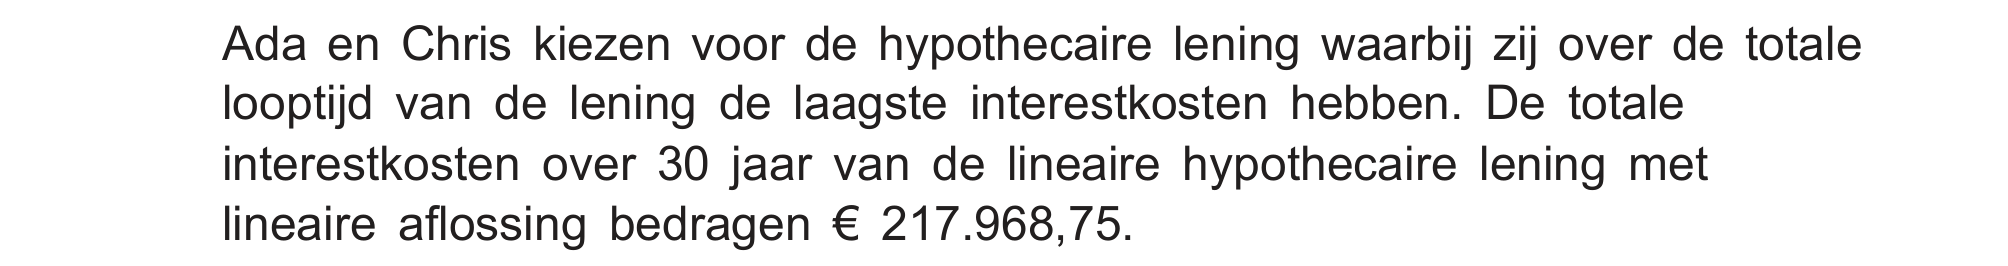 Ada en Chris kiezen voor de hypothecaire lening waarbij zij over de totale
looptijd van de lening de laagste interestkosten hebben. De totale
interestkosten over 30 jaar van de lineaire hypothecaire lening met
lineaire aflossing bedragen € 217.968,75.